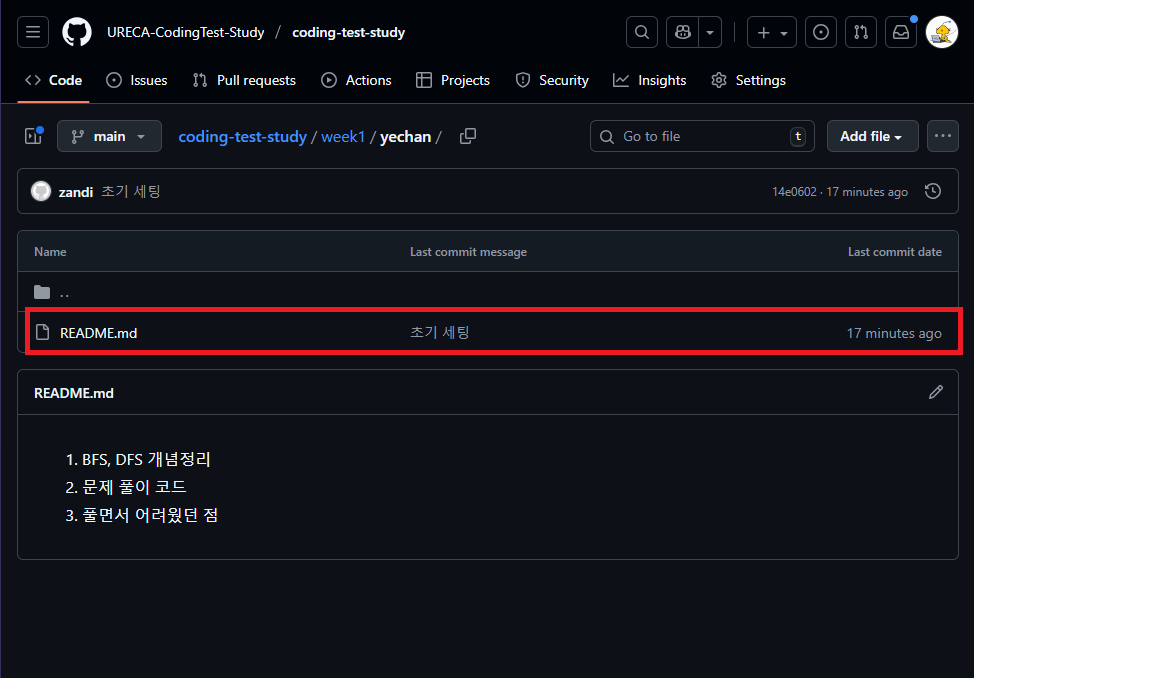 URECA-CodingTest-Study / coding-test-study
Code Issues Pull requests Actions Projects Security Insights Settings
main coding-test-study / week1 / yechan / Go to file t Add file
zandi 초기 세팅 14e0602 · 17 minutes ago
Name Last commit message Last commit date
..
README.md 초기 세팅 17 minutes ago
README.md
1. BFS, DFS 개념정리
2. 문제 풀이 코드
3. 풀면서 어려웠던 점